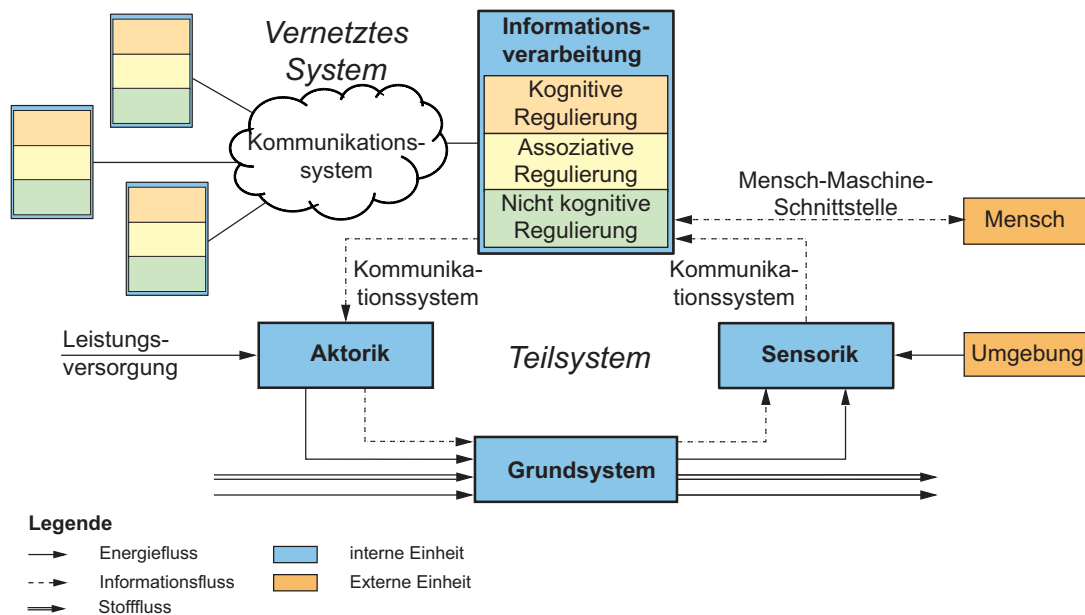 Vernetztes
System
Kommunikations-
system
Informations-
verarbeitung
Kognitive
Regulierung
Assoziative
Regulierung
Nicht kognitive
Regulierung
Mensch-Maschine-
Schnittstelle
Mensch
Kommunika-
tionssystem
Kommunika-
tionssystem
Leistungs-
versorgung
Aktorik
Teilsystem
Sensorik
Umgebung
Grundsystem
Legende
Energiefluss
interne Einheit
Informationsfluss
Externe Einheit
Stofffluss